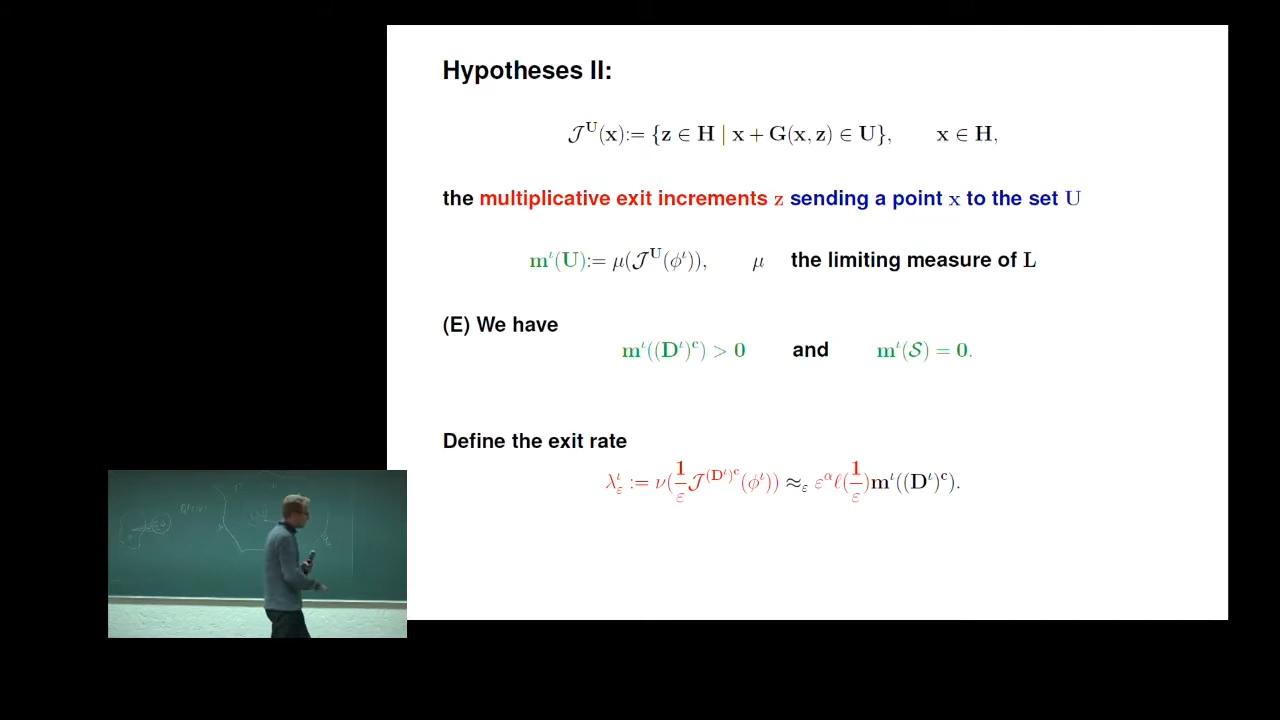 Hypotheses II:
𝒥^U(x) := {z ∈ H | x + G(x, z) ∈ U},    x ∈ H,
the multiplicative exit increments z sending a point x to the set U
m^ι(U) := μ(𝒥^U(φ^ι)),    μ    the limiting measure of L
(E) We have
m^ι((D^ι)^c) > 0    and    m^ι(𝒮) = 0.
Define the exit rate
λ^ι_ε := ν(1/ε 𝒥^{(D^ι)^c}(φ^ι)) ≈_ε ε^α ℓ(1/ε) m^ι((D^ι)^c).